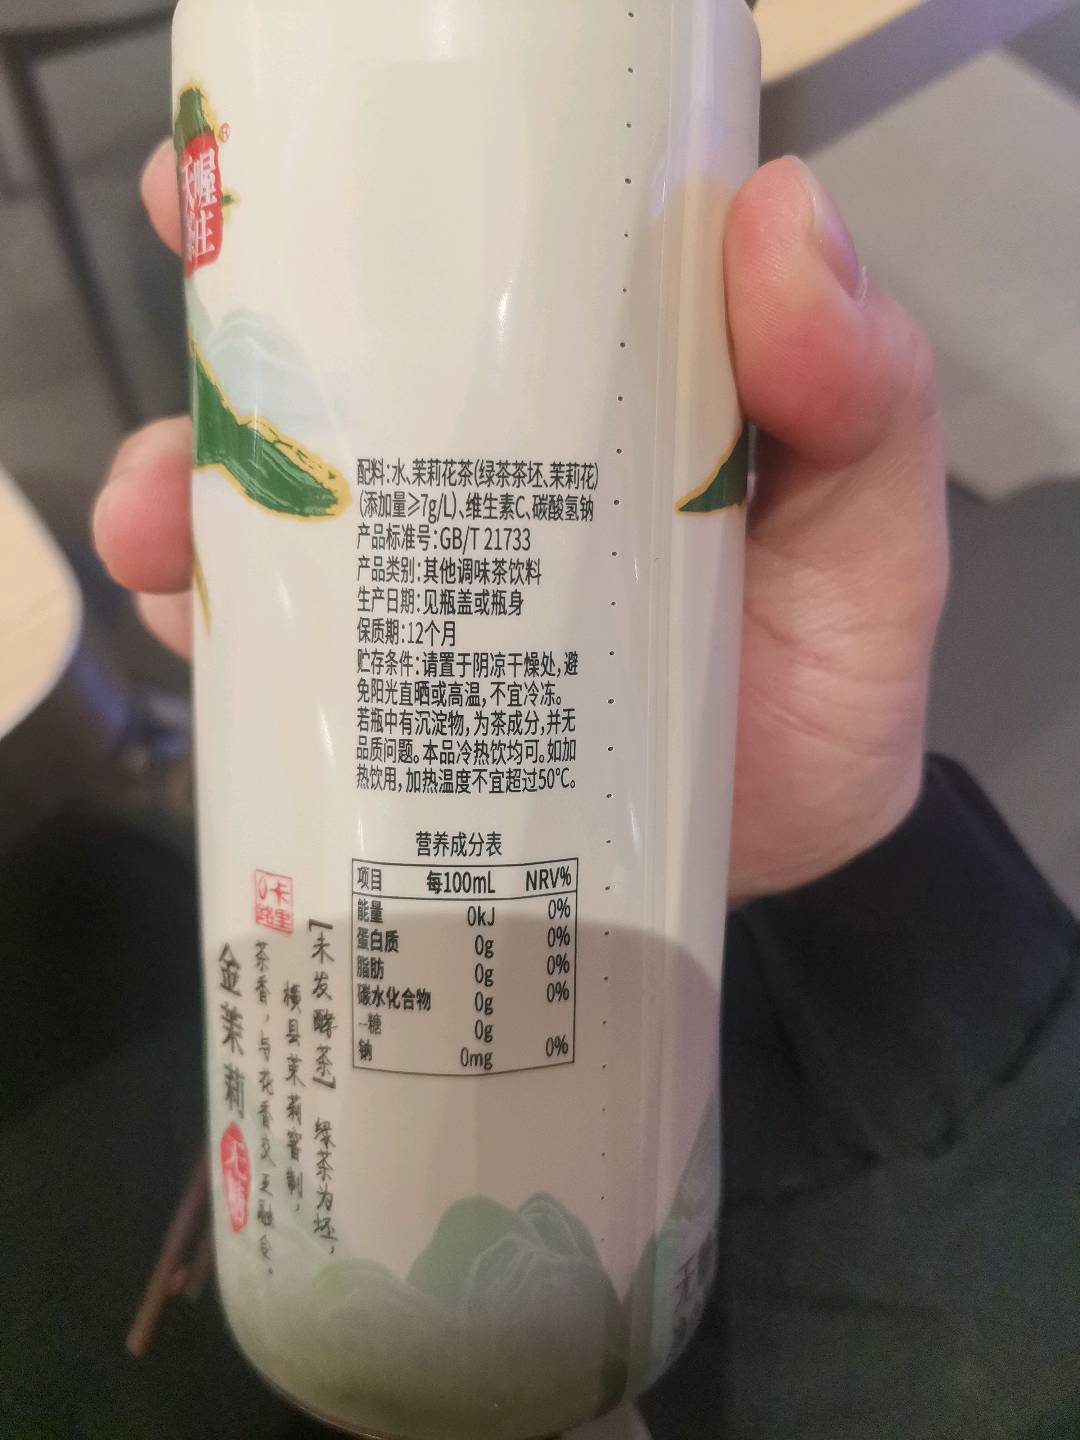 天喔
茶庄
配料:水、茉莉花茶(绿茶茶坯、茉莉花)
(添加量≥7g/L)、维生素C、碳酸氢钠
产品标准号:GB/T 21733
产品类别:其他调味茶饮料
生产日期:见瓶盖或瓶身
保质期:12个月
贮存条件:请置于阴凉干燥处,避
免阳光直晒或高温,不宜冷冻。
若瓶中有沉淀物,为茶成分,并无
品质问题。本品冷热饮均可。如加
热饮用,加热温度不宜超过50℃。
营养成分表
项目 每100mL NRV%
能量 0kJ 0%
蛋白质 0g 0%
脂肪 0g 0%
碳水化合物 0g 0%
--糖 0g
钠 0mg 0%
【未发酵茶】绿茶为坯,
横县茉莉窨制,
茶香,与花香交互融合。
0卡
路里
金茉莉
无糖
天